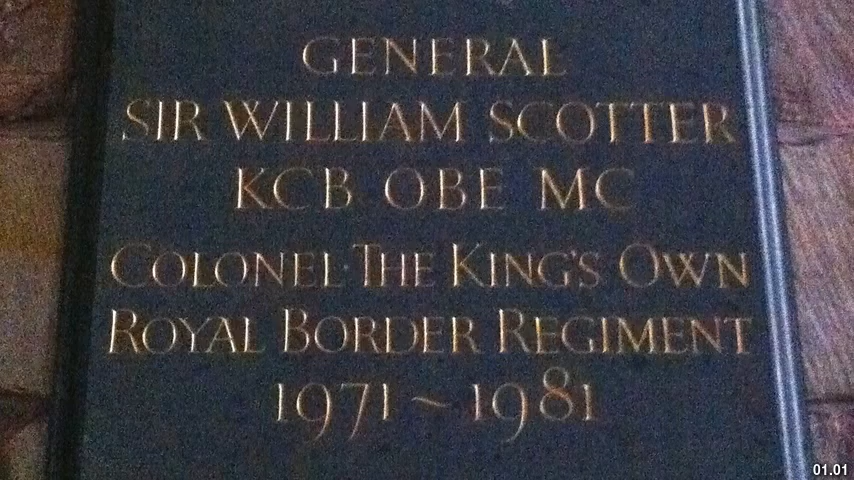 GENERAL
SIR WILLIAM SCOTTER
KCB OBE MC
COLONEL·THE KING'S OWN
ROYAL BORDER REGIMENT
1971~1981
01.01